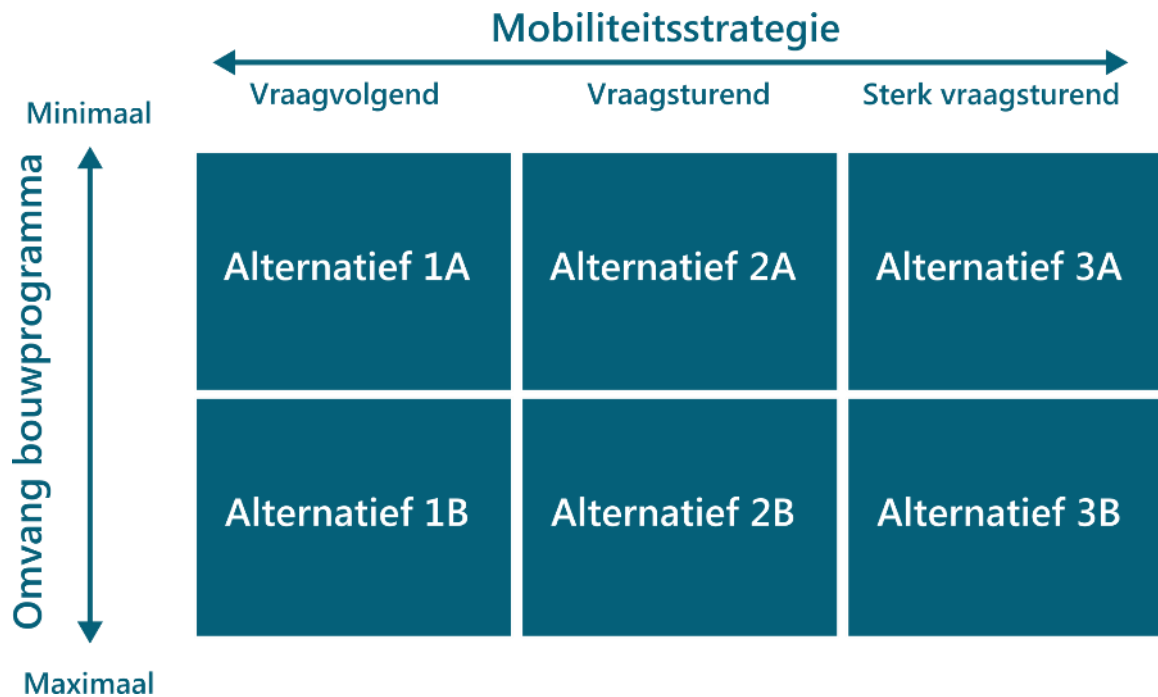 Mobiliteitsstrategie
Vraagvolgend
Vraagsturend
Sterk vraagsturend
Minimaal
Omvang bouwprogramma
Alternatief 1A
Alternatief 2A
Alternatief 3A
Alternatief 1B
Alternatief 2B
Alternatief 3B
Maximaal